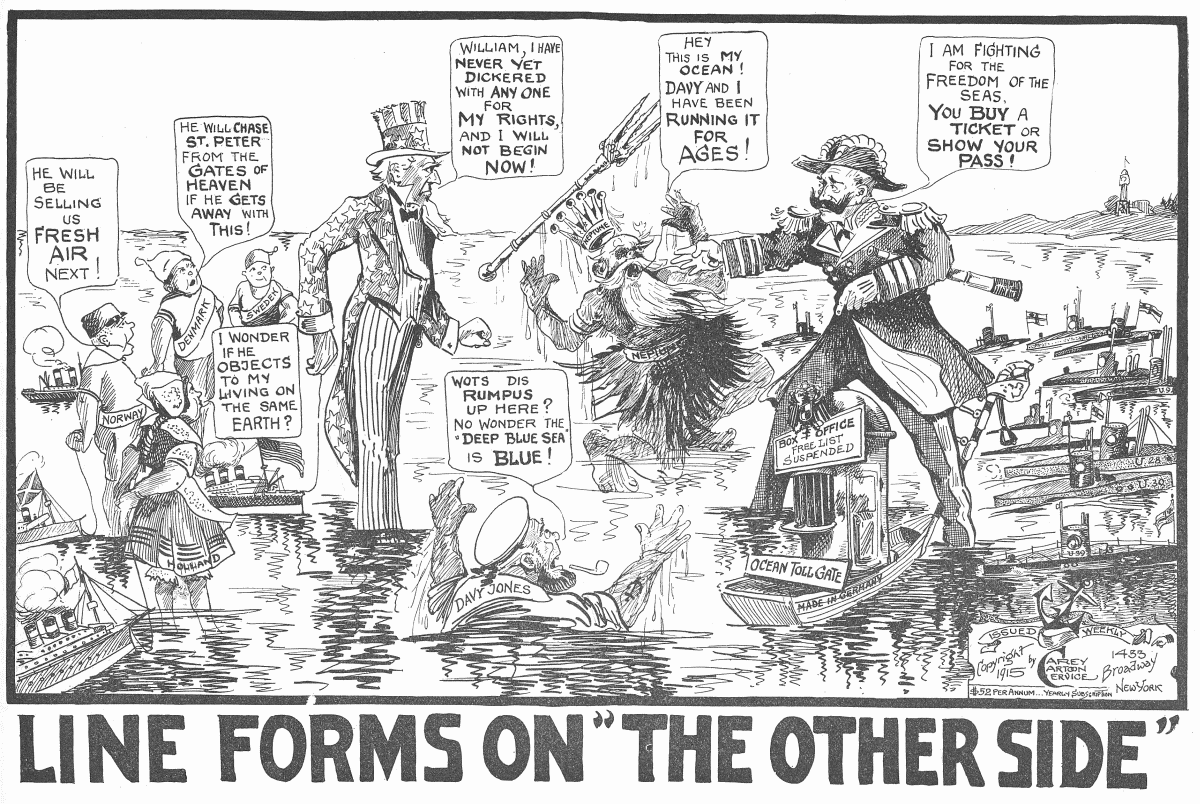 HE WILL
BE
SELLING
US
FRESH
AIR
NEXT!
HE WILL CHASE
ST. PETER
FROM THE
GATES OF
HEAVEN
IF HE GETS
AWAY WITH
THIS!
I WONDER
IF HE
OBJECTS
TO MY
LIVING ON
THE SAME
EARTH?
WILLIAM, I HAVE
NEVER YET
DICKERED
WITH ANY ONE
FOR
MY RIGHTS,
AND I WILL
NOT BEGIN
NOW!
HEY
THIS IS MY
OCEAN!
DAVY AND I
HAVE BEEN
RUNNING IT
FOR
AGES!
I AM FIGHTING
FOR THE
FREEDOM OF THE
SEAS.
YOU BUY A
TICKET OR
SHOW YOUR
PASS!
WOTS DIS
RUMPUS
UP HERE?
NO WONDER THE
"DEEP BLUE SEA"
IS BLUE!
NORWAY
DENMARK
SWEDEN
HOLLAND
NEPTUNE
DAVY JONES
BOX OFFICE
FREE LIST
SUSPENDED
OCEAN TOLL GATE
MADE IN GERMANY
U.9
U.28
U.30
U-39
ISSUED WEEKLY
Copyright 1915 by
CAREY
CARTOON
SERVICE
1433
Broadway
New York
$52 PER ANNUM... YEARLY SUBSCRIPTION
LINE FORMS ON "THE OTHER SIDE"